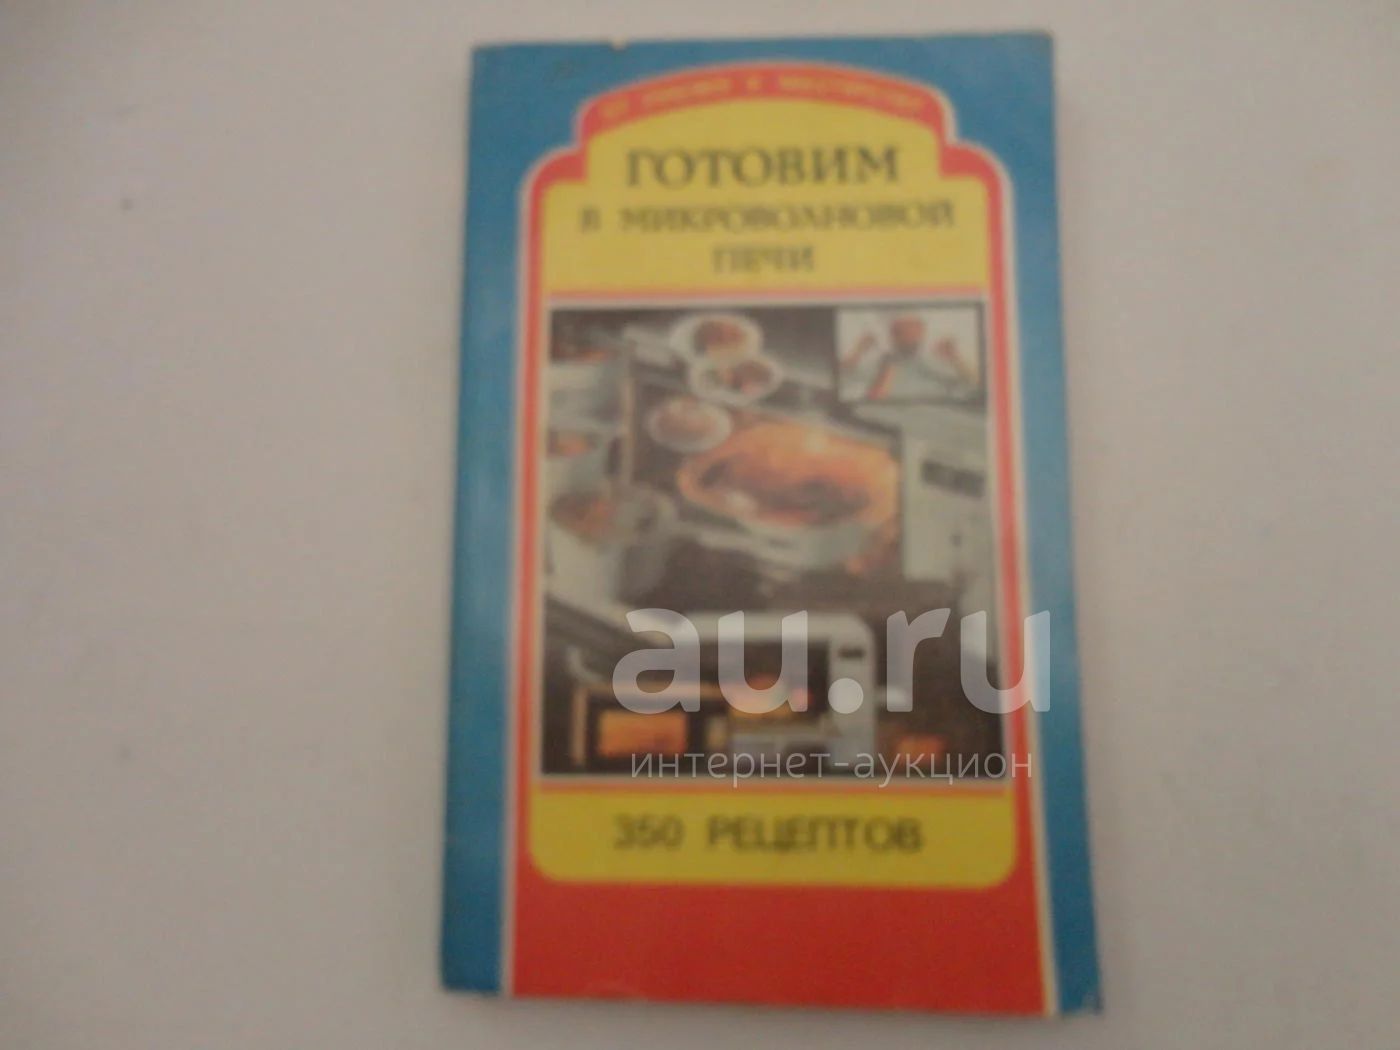 ГОТОВИМ
В МИКРОВОЛНОВОЙ
ПЕЧИ
au.ru
интернет-аукцион
350 РЕЦЕПТОВ